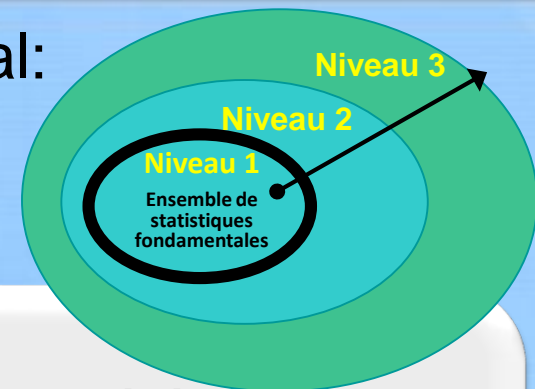 al:
Niveau 3
Niveau 2
Niveau 1
Ensemble de
statistiques
fondamentales